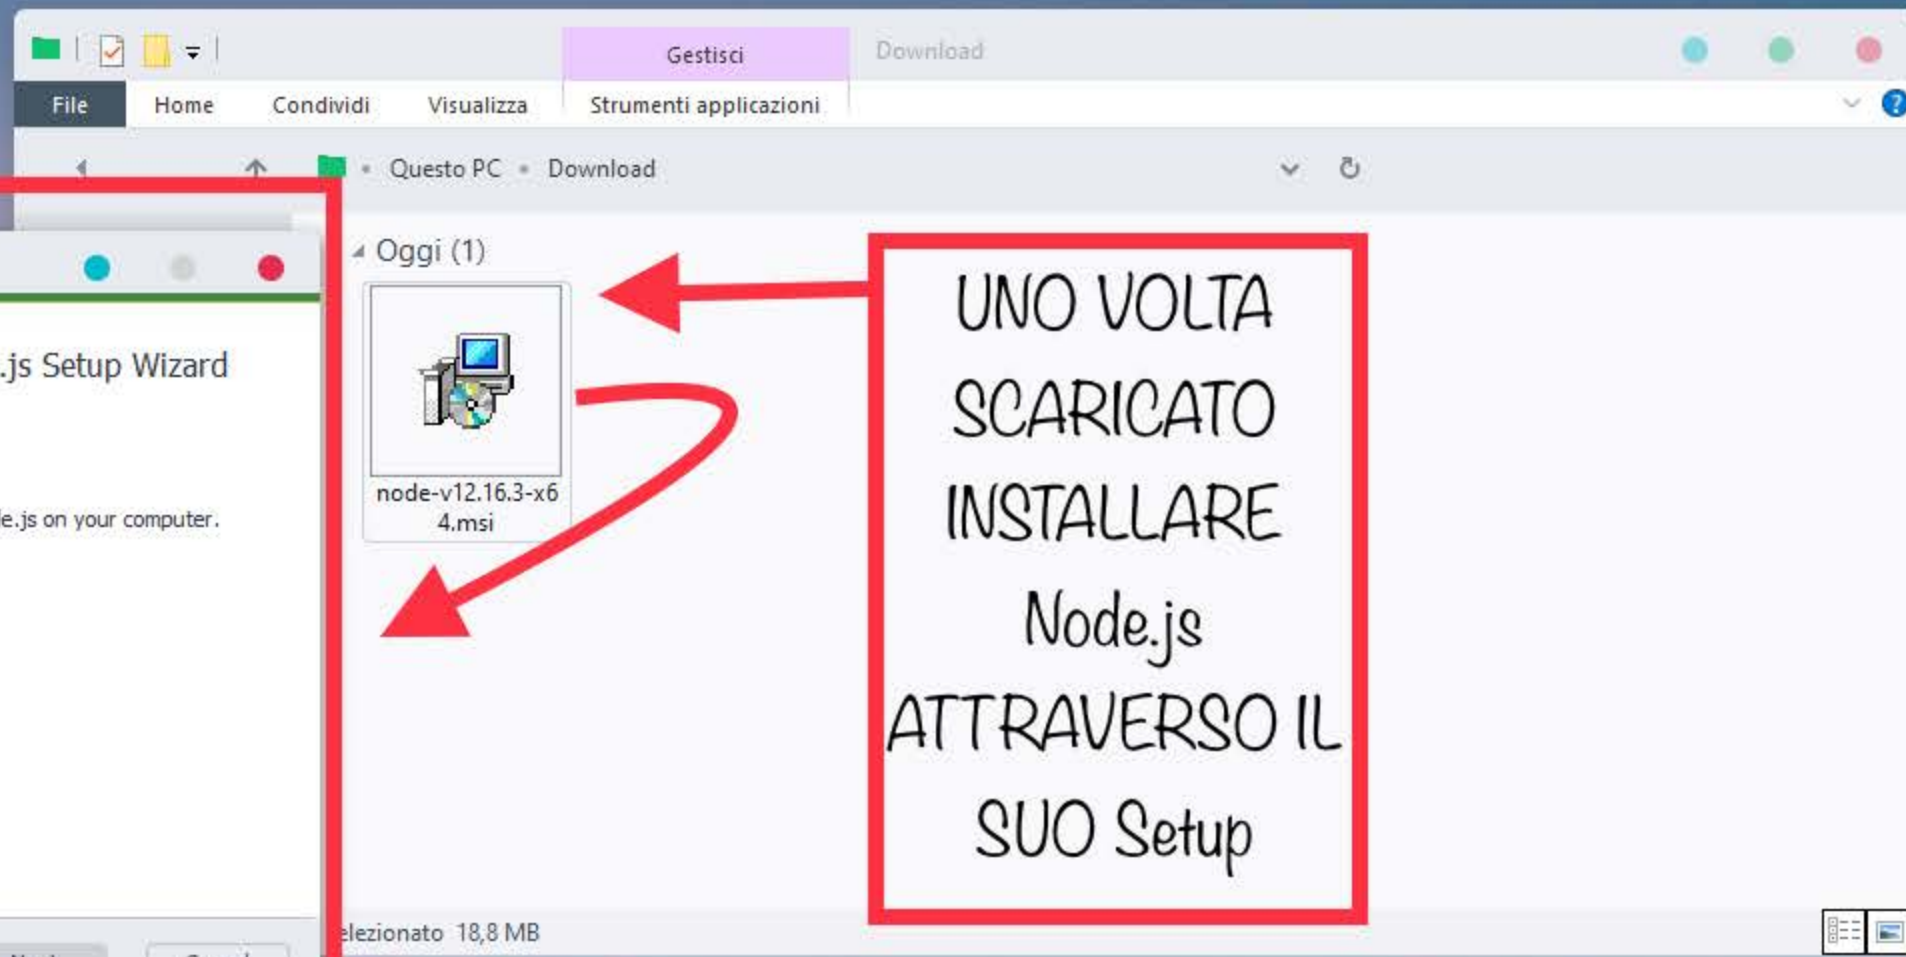 Gestisci
Download
File Home Condividi Visualizza Strumenti applicazioni
Questo PC Download
Oggi (1)
.js Setup Wizard
e.js on your computer.
node-v12.16.3-x6
4.msi
UNO VOLTA
SCARICATO
INSTALLARE
Node.js
ATTRAVERSO IL
SUO Setup
elezionato 18,8 MB